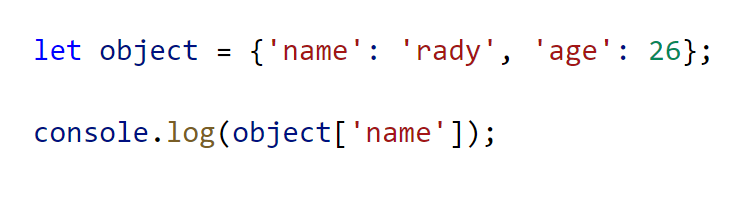 let object = {'name': 'rady', 'age': 26};
console.log(object['name']);